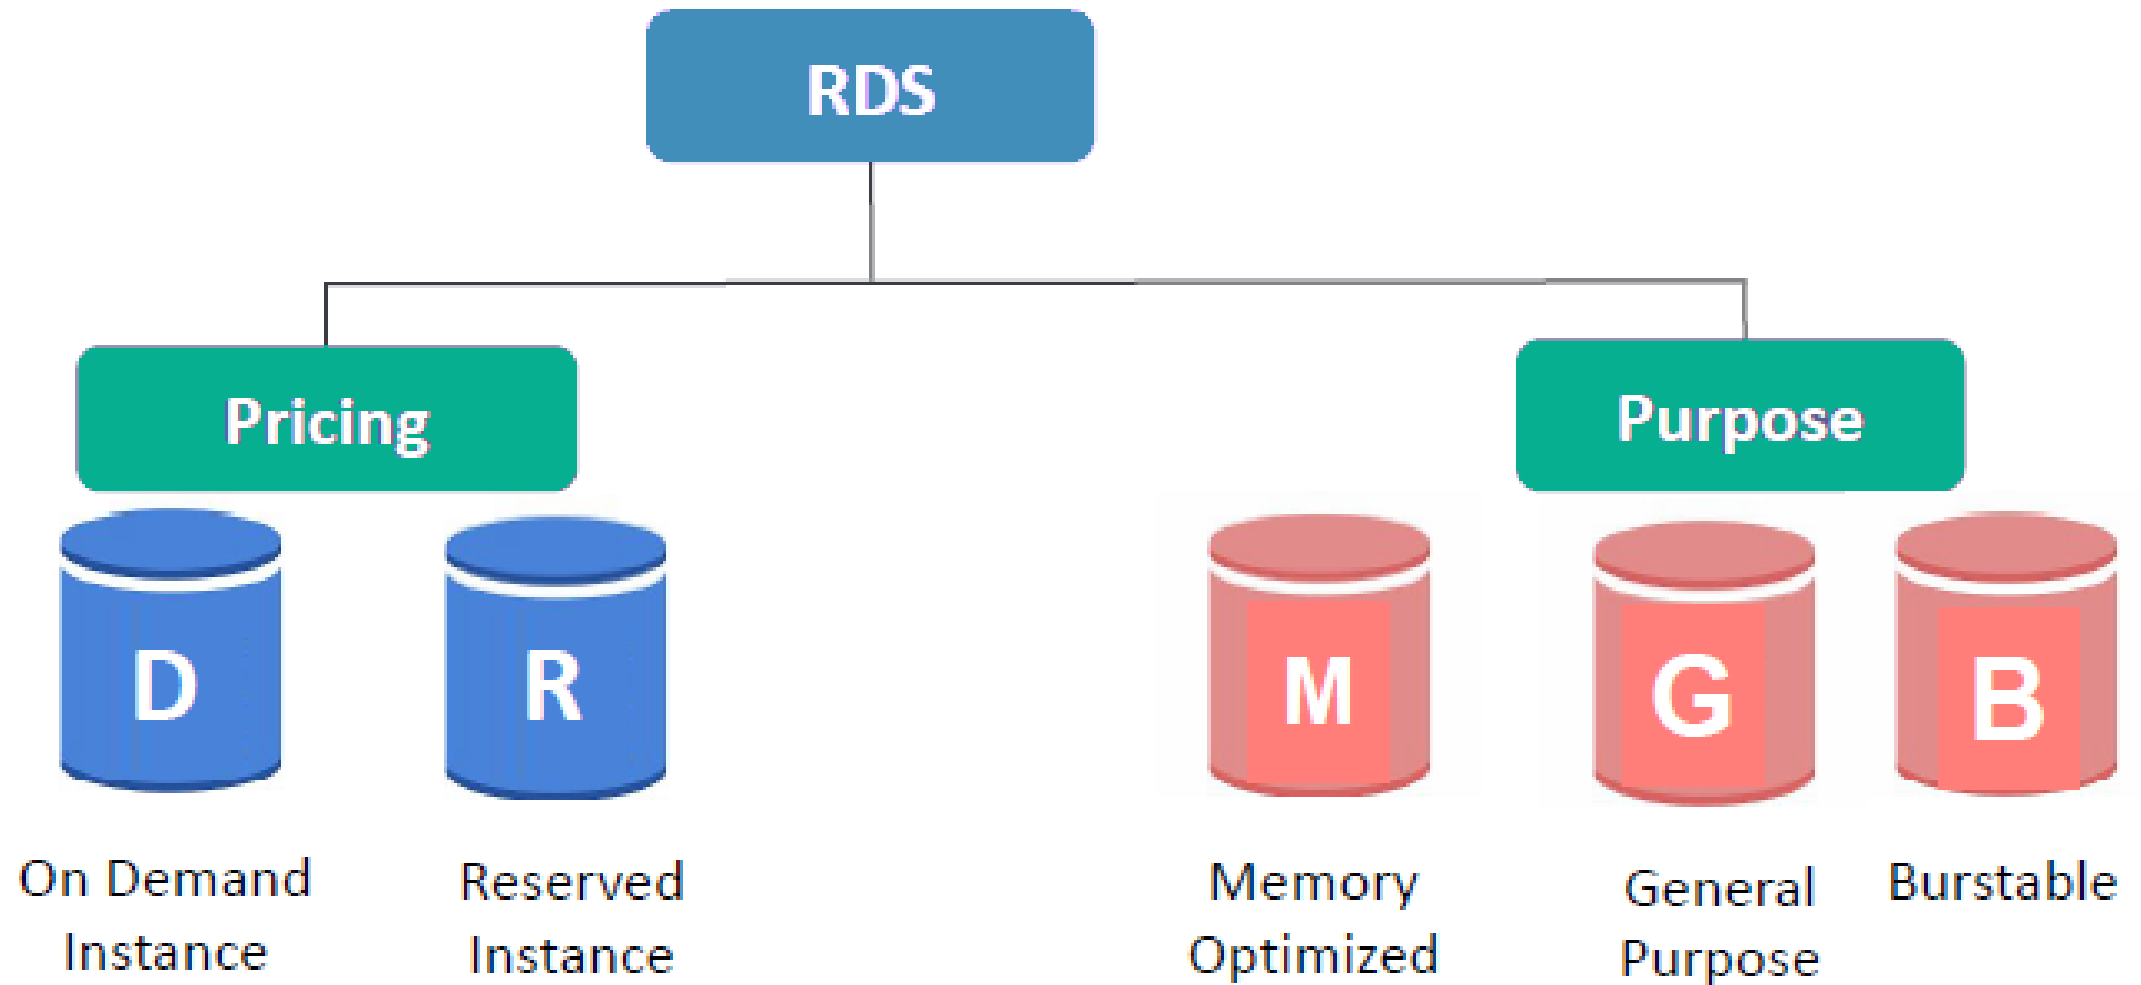 RDS
Pricing
Purpose
D
R
M
G
B
On Demand
Instance
Reserved
Instance
Memory
Optimized
General
Purpose
Burstable